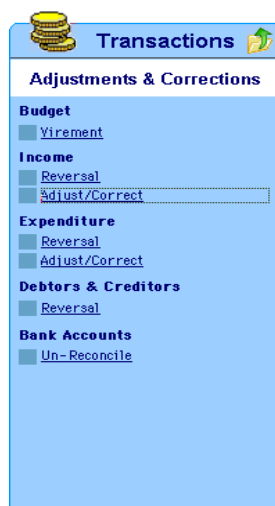 Transactions
Adjustments & Corrections
Budget
Virement
Income
Reversal
Adjust/Correct
Expenditure
Reversal
Adjust/Correct
Debtors & Creditors
Reversal
Bank Accounts
Un-Reconcile